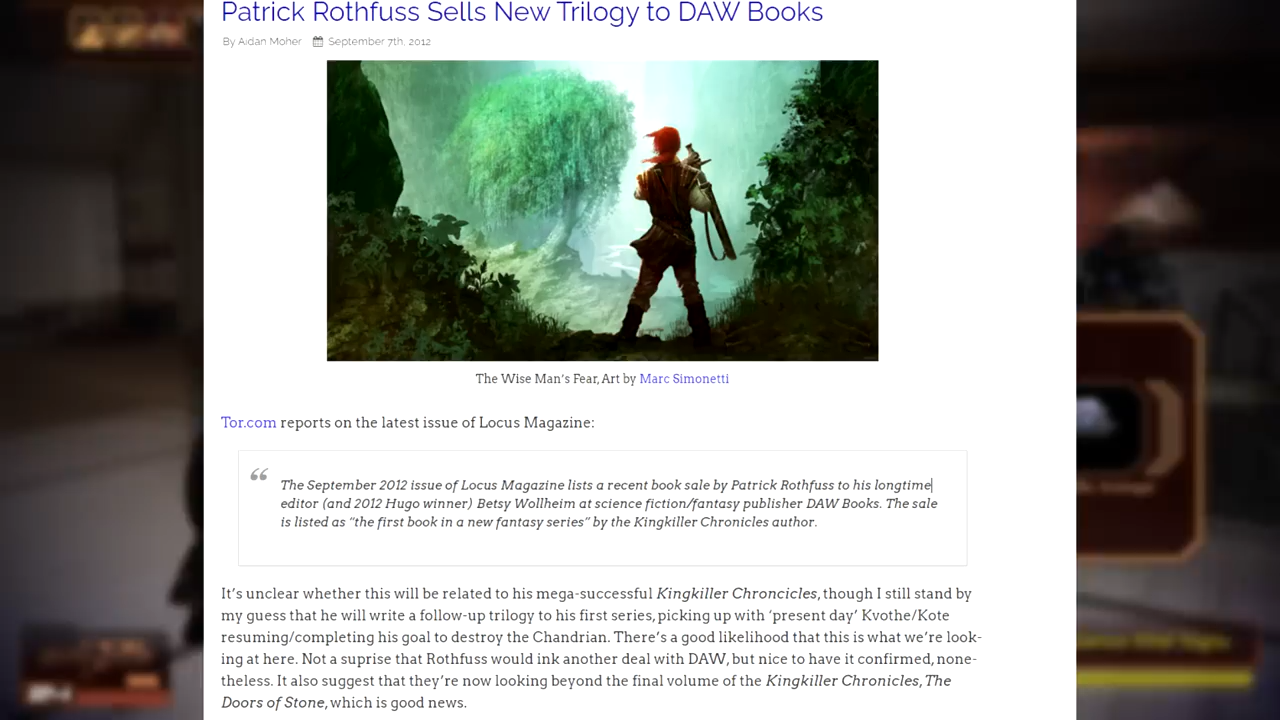 Patrick Rothfuss Sells New Trilogy to DAW Books
By Aidan Moher September 7th, 2012
The Wise Man's Fear, Art by Marc Simonetti
Tor.com reports on the latest issue of Locus Magazine:
“
The September 2012 issue of Locus Magazine lists a recent book sale by Patrick Rothfuss to his longtime
editor (and 2012 Hugo winner) Betsy Wollheim at science fiction/fantasy publisher DAW Books. The sale
is listed as “the first book in a new fantasy series” by the Kingkiller Chronicles author.
It's unclear whether this will be related to his mega-successful Kingkiller Chroncicles, though I still stand by
my guess that he will write a follow-up trilogy to his first series, picking up with ‘present day’ Kvothe/Kote
resuming/completing his goal to destroy the Chandrian. There's a good likelihood that this is what we're look-
ing at here. Not a suprise that Rothfuss would ink another deal with DAW, but nice to have it confirmed, none-
theless. It also suggest that they're now looking beyond the final volume of the Kingkiller Chronicles, The
Doors of Stone, which is good news.